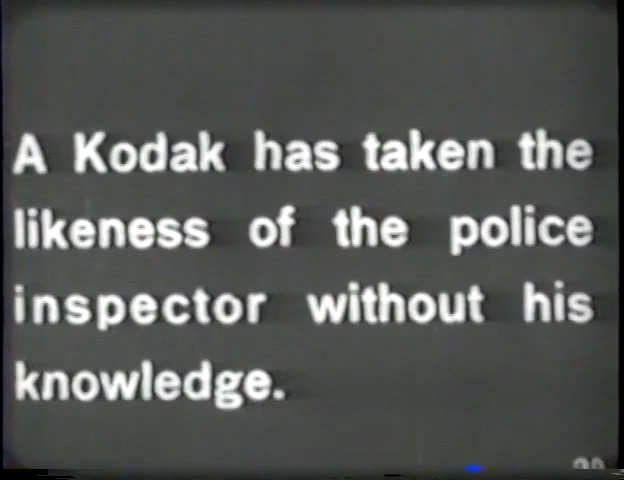 A Kodak has taken the
likeness of the police
inspector without his
knowledge.